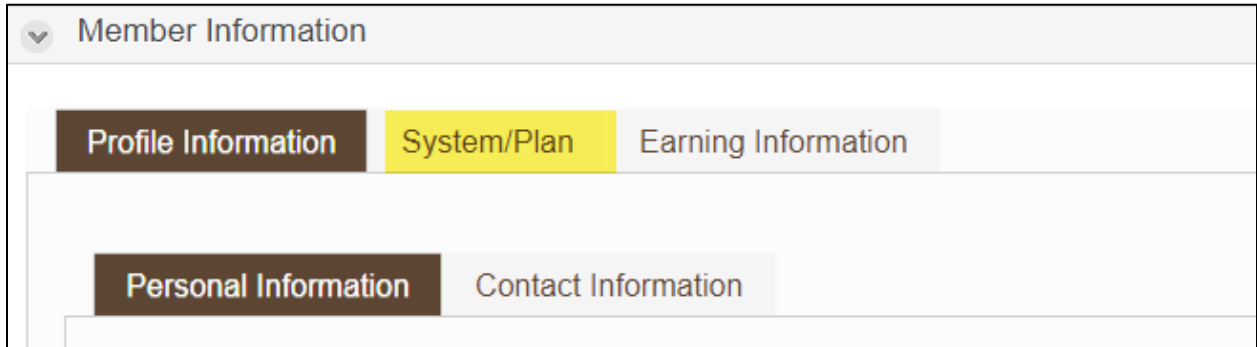 Member Information
Profile Information System/Plan Earning Information
Personal Information Contact Information